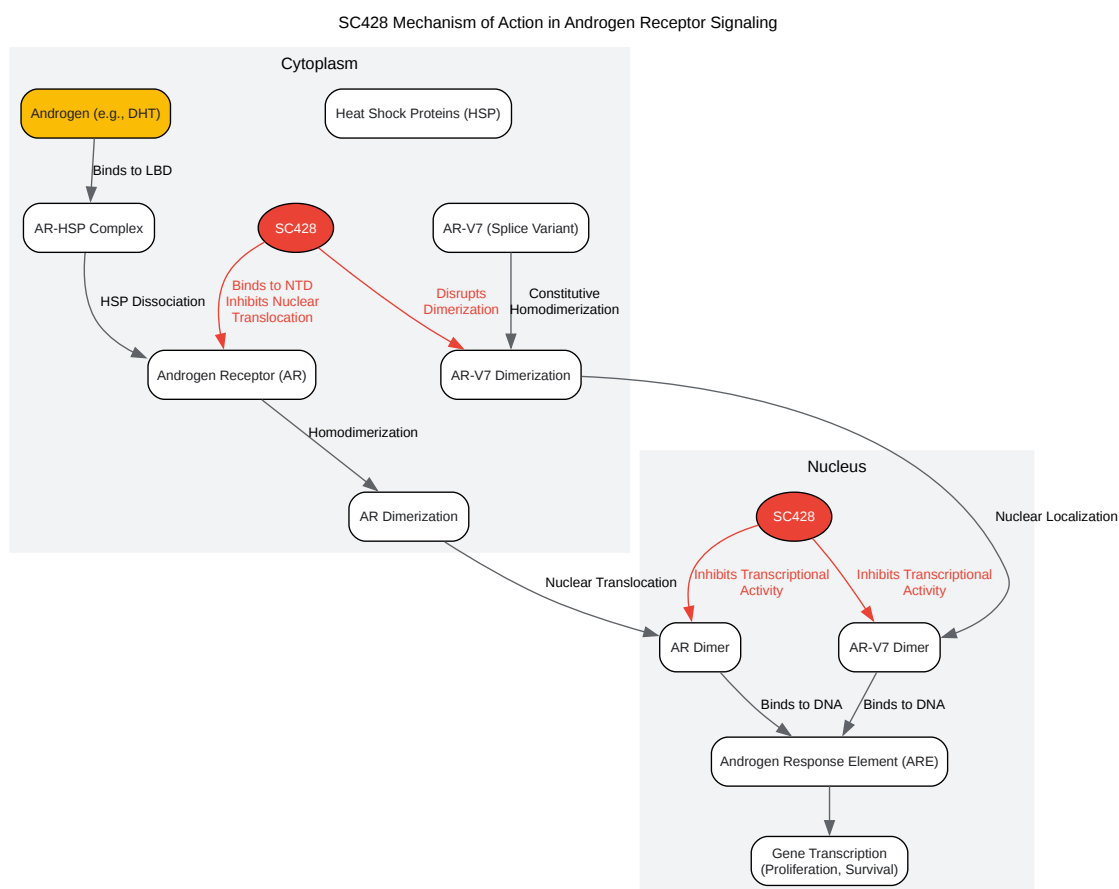 SC428 Mechanism of Action in Androgen Receptor Signaling
Cytoplasm
Androgen (e.g., DHT)
Heat Shock Proteins (HSP)
Binds to LBD
AR-HSP Complex
SC428
AR-V7 (Splice Variant)
HSP Dissociation
Binds to NTD
Inhibits Nuclear
Translocation
Disrupts
Dimerization
Constitutive
Homodimerization
Androgen Receptor (AR)
AR-V7 Dimerization
Homodimerization
Nucleus
AR Dimerization
SC428
Nuclear Localization
Nuclear Translocation
Inhibits Transcriptional
Activity
Inhibits Transcriptional
Activity
AR Dimer
AR-V7 Dimer
Binds to DNA
Binds to DNA
Androgen Response Element (ARE)
Gene Transcription
(Proliferation, Survival)